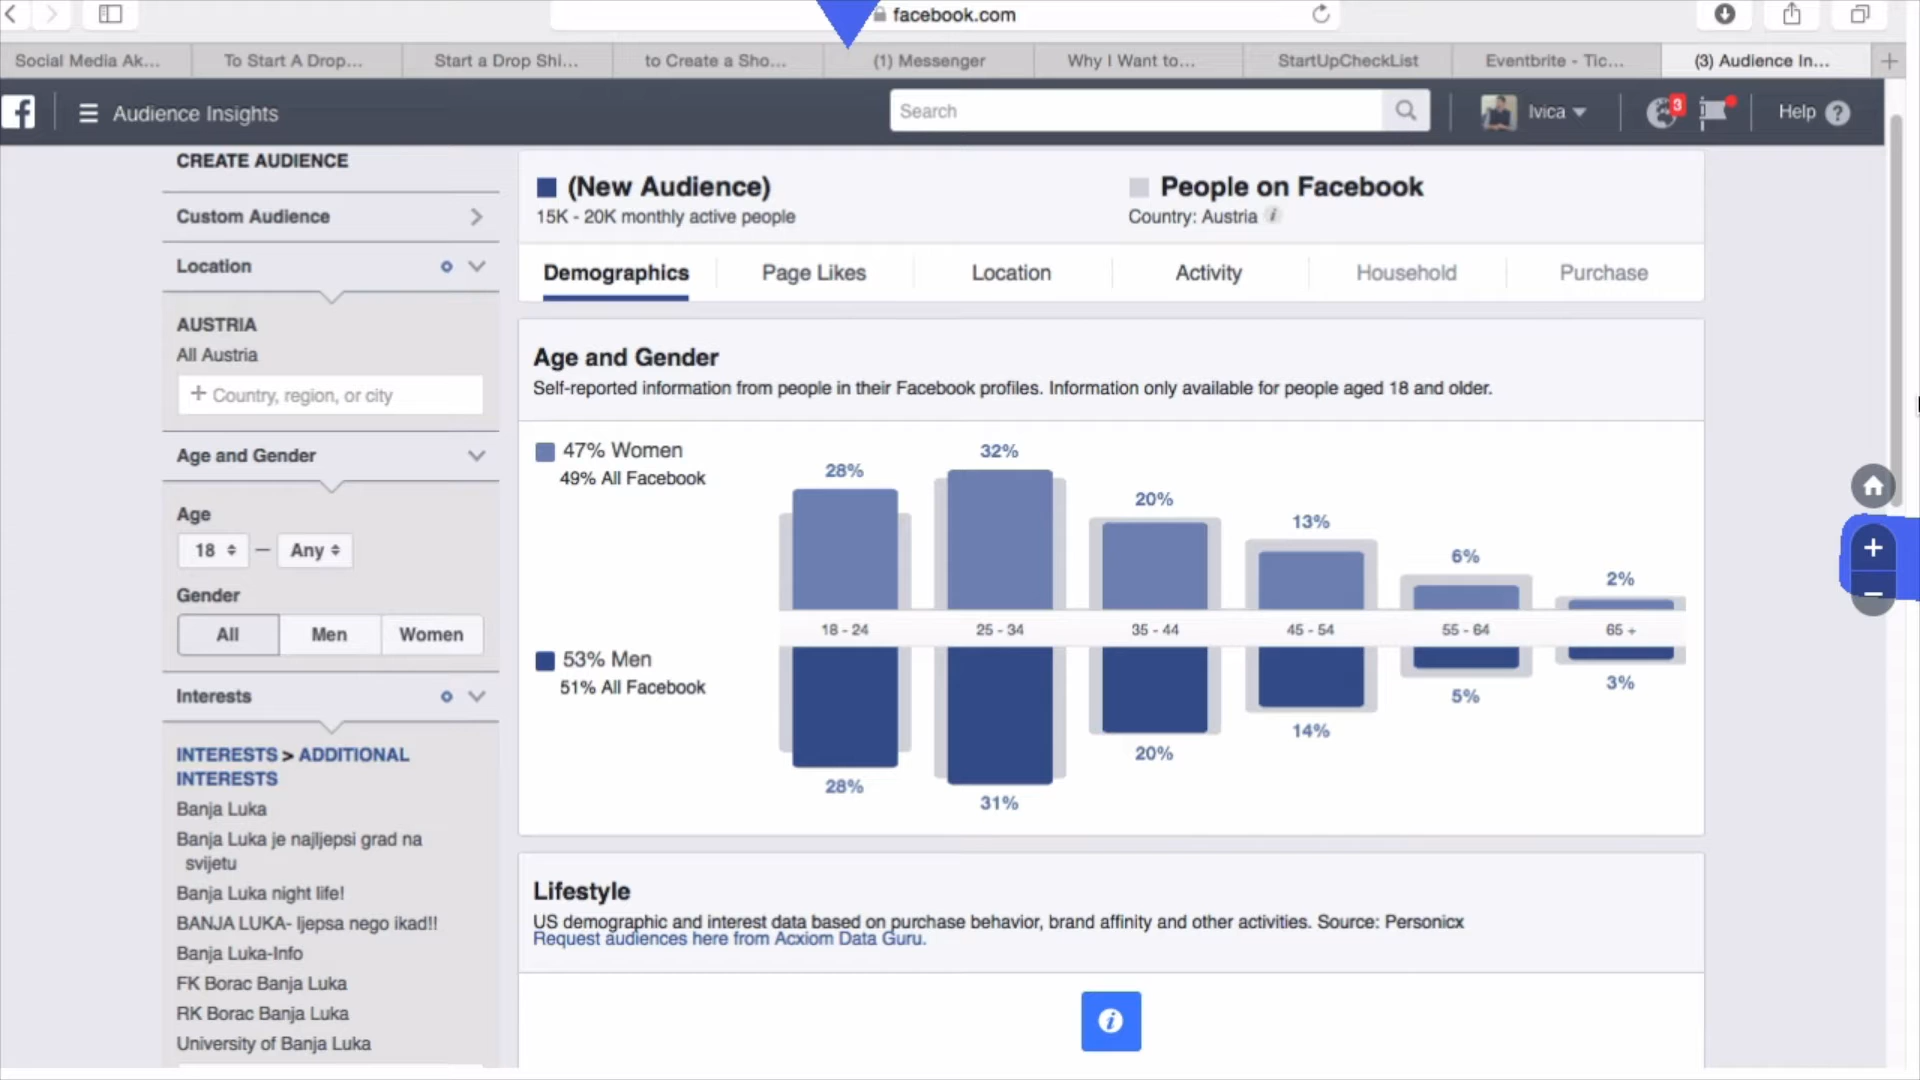 facebook.com
Social Media Ak...
To Start A Drop...
Start a Drop Shi...
to Create a Sho...
(1) Messenger
Why I Want to...
StartUpCheckList
Eventbrite - Tic...
(3) Audience In...
Audience Insights
Search
Ivica
3
Help
CREATE AUDIENCE
Custom Audience
Location
AUSTRIA
All Austria
+ Country, region, or city
Age and Gender
Age
18 — Any
Gender
All
Men
Women
Interests
INTERESTS > ADDITIONAL
INTERESTS
Banja Luka
Banja Luka je najljepsi grad na
svijetu
Banja Luka night life!
BANJA LUKA- ljepsa nego ikad!!
Banja Luka-Info
FK Borac Banja Luka
RK Borac Banja Luka
University of Banja Luka
(New Audience)
15K - 20K monthly active people
People on Facebook
Country: Austria
Demographics
Page Likes
Location
Activity
Household
Purchase
Age and Gender
Self-reported information from people in their Facebook profiles. Information only available for people aged 18 and older.
47% Women
49% All Facebook
28%
32%
20%
13%
6%
2%
18 - 24
25 - 34
35 - 44
45 - 54
55 - 64
65 +
53% Men
51% All Facebook
28%
31%
20%
14%
5%
3%
Lifestyle
US demographic and interest data based on purchase behavior, brand affinity and other activities. Source: Personicx
Request audiences here from Acxiom Data Guru.